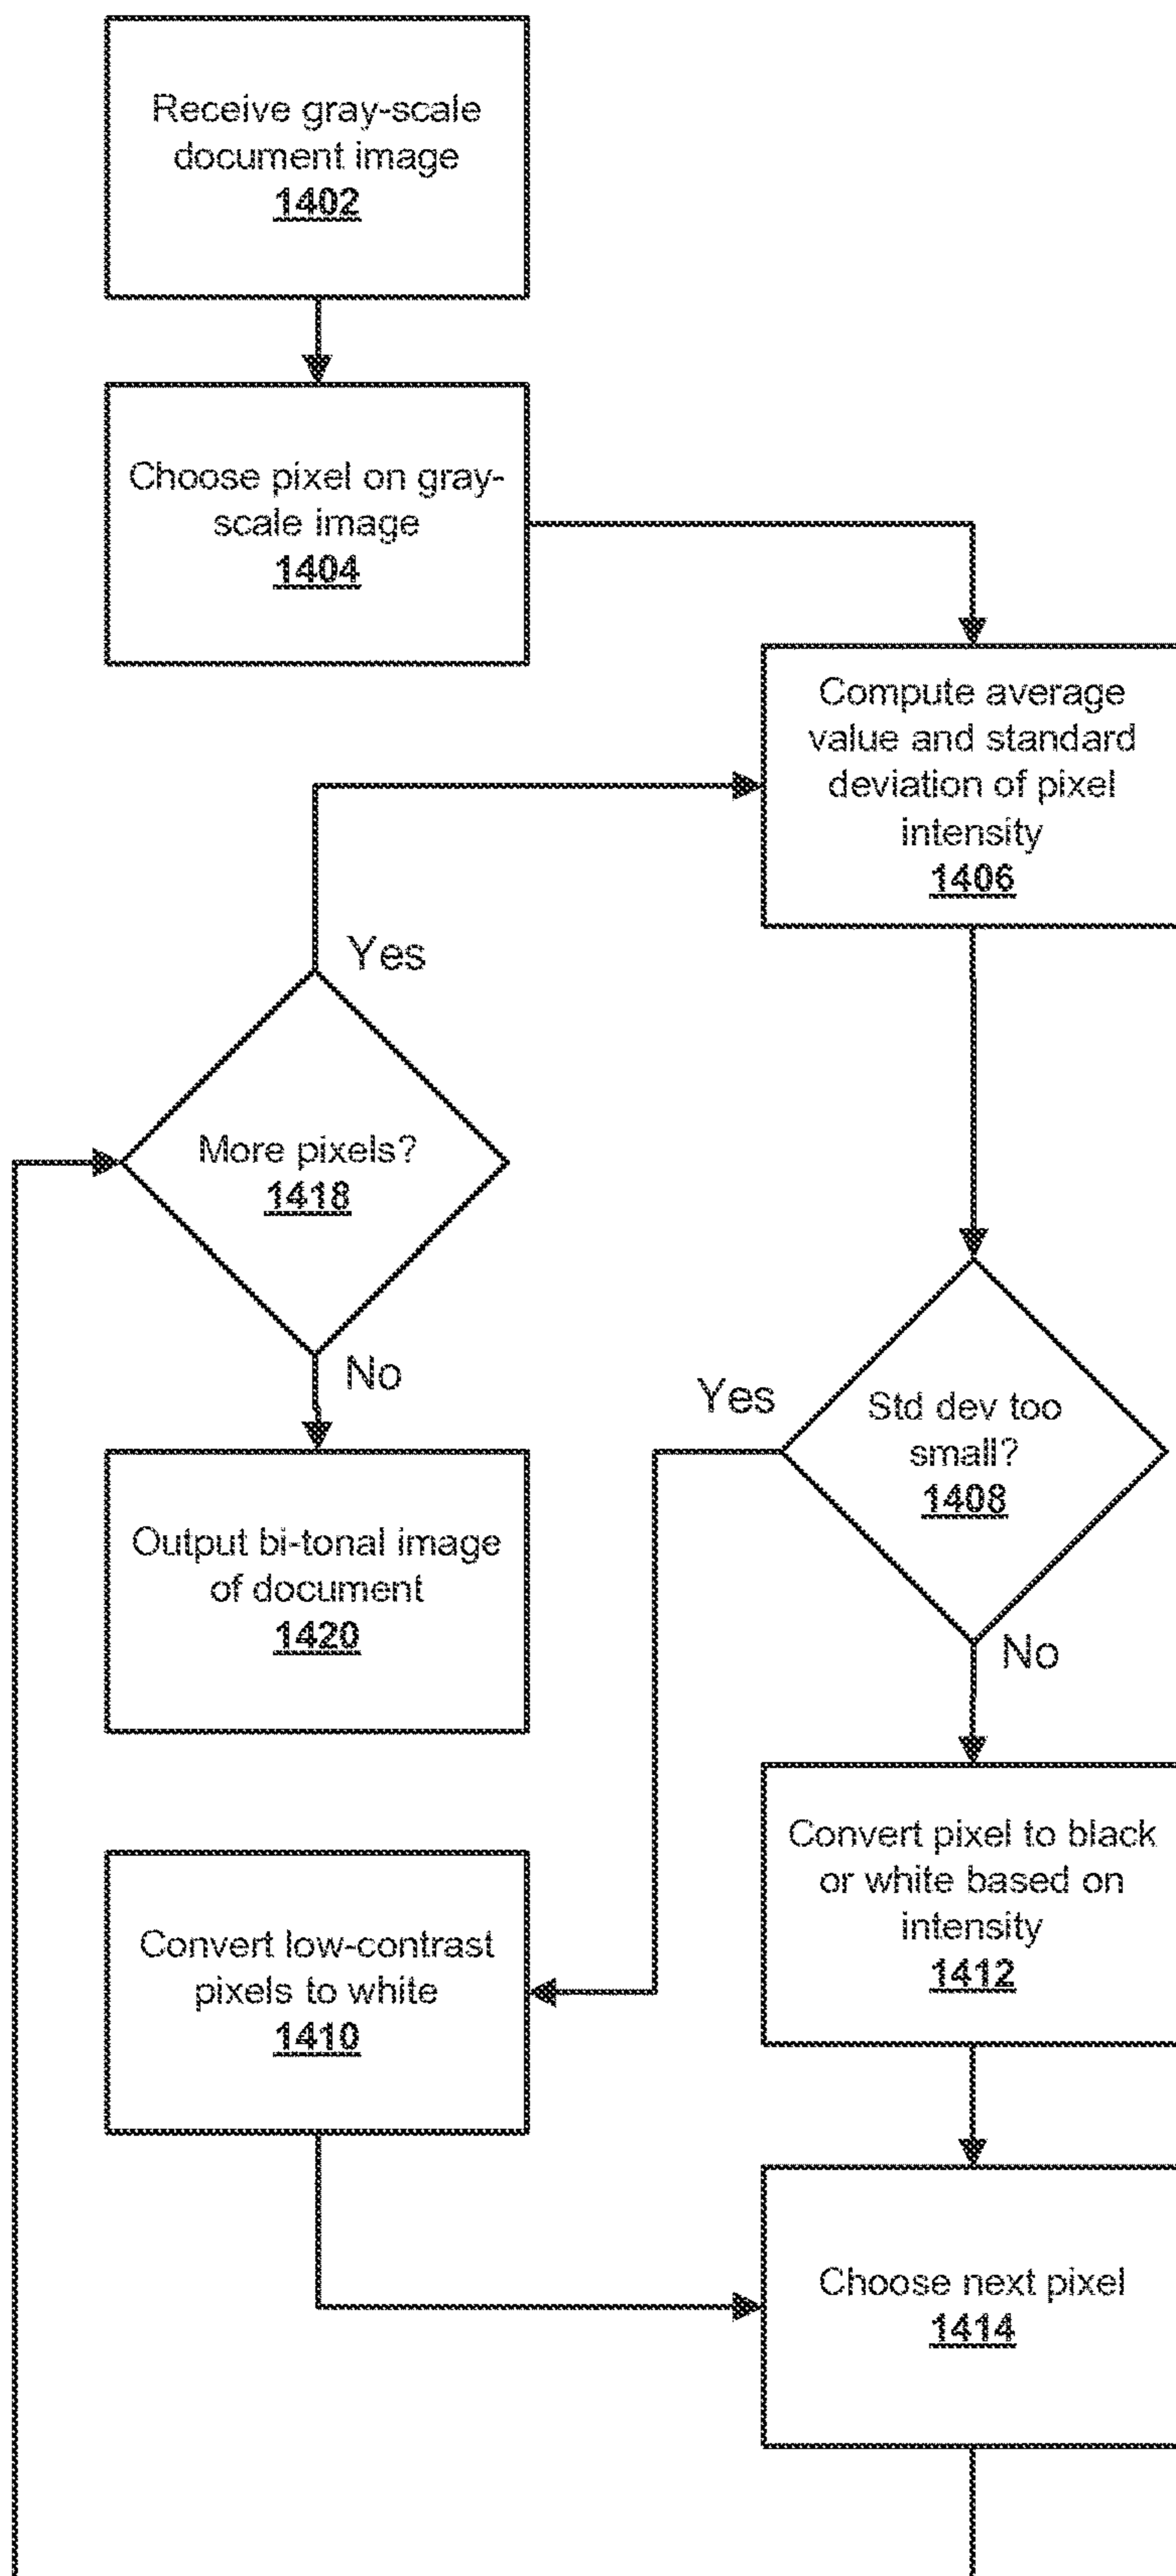 Receive gray-scale
document image
1402
Choose pixel on gray-
scale image
1404
Compute average
value and standard
deviation of pixel
intensity
1406
Yes
More pixels?
1418
No
Output bi-tonal image
of document
1420
Yes
Std dev too
small?
1408
No
Convert pixel to black
or white based on
intensity
1412
Convert low-contrast
pixels to white
1410
Choose next pixel
1414